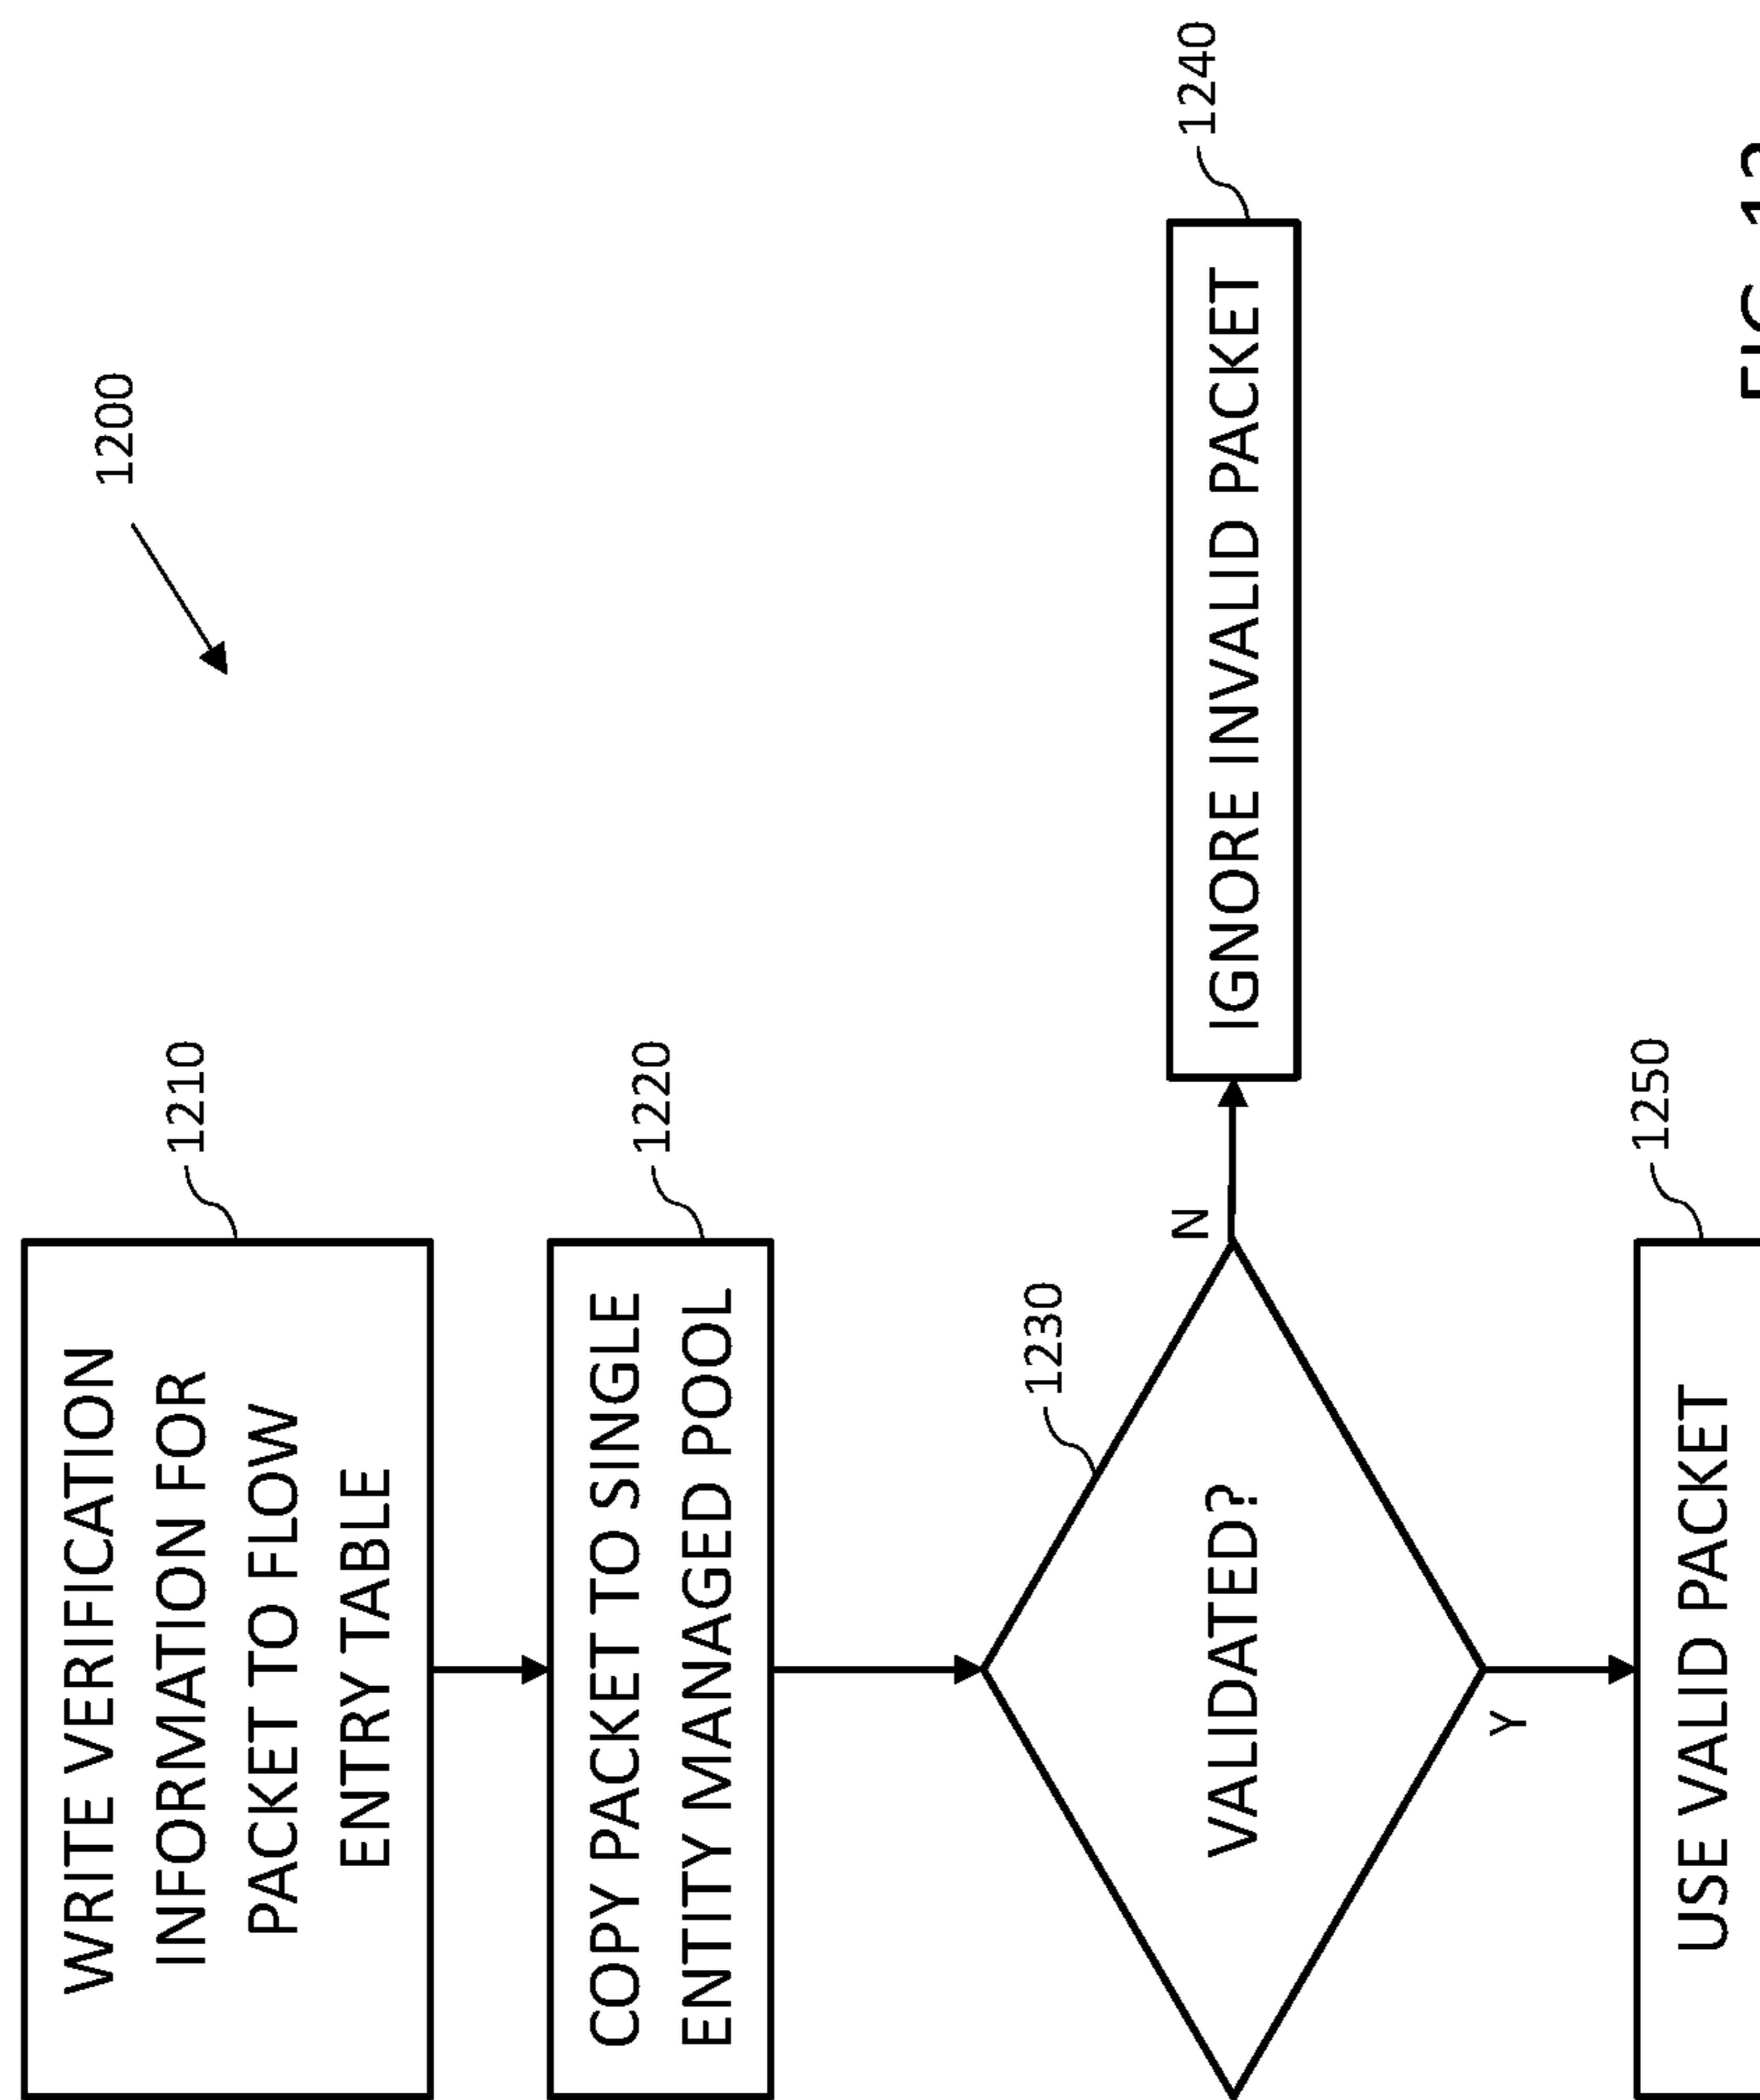 1200
WRITE VERIFICATION
INFORMATION FOR
PACKET TO FLOW
ENTRY TABLE
1210
COPY PACKET TO SINGLE
ENTITY MANAGED POOL
1220
VALIDATED?
1230
N
IGNORE INVALID PACKET
1240
Y
USE VALID PACKET
1250